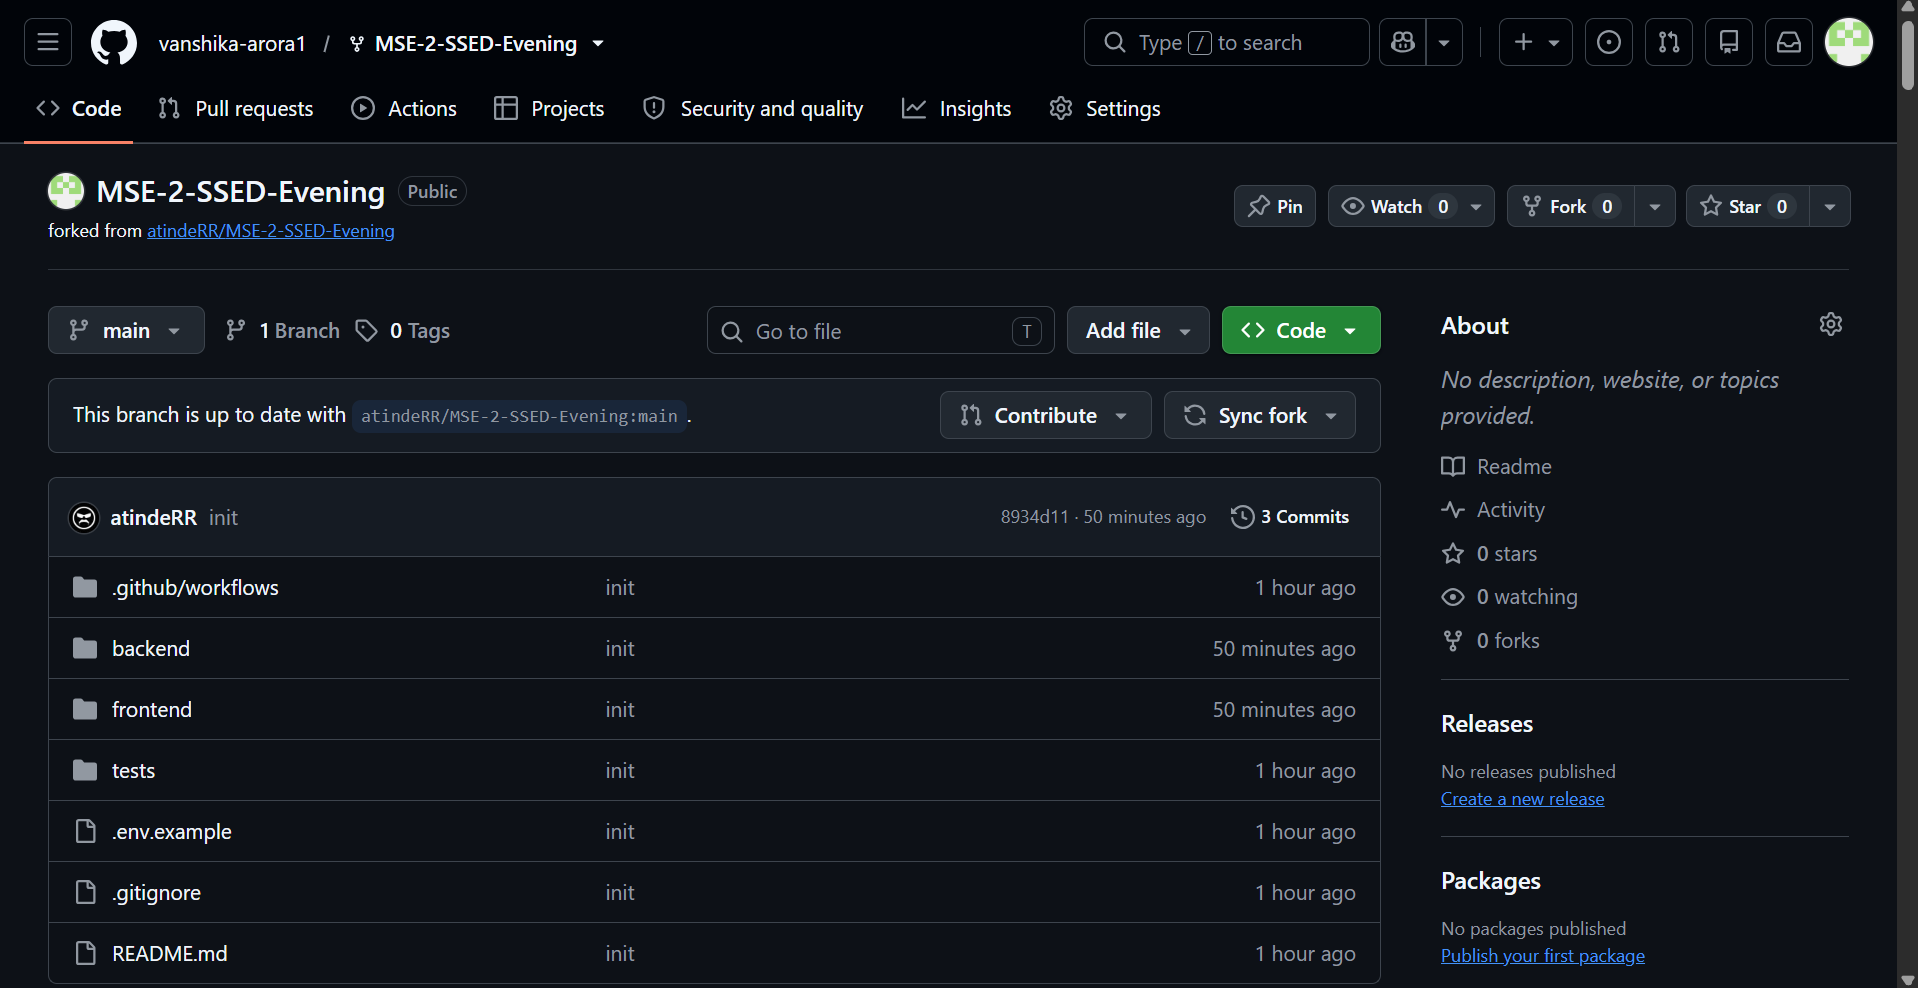 vanshika-arora1 / MSE-2-SSED-Evening
Type / to search
Code Pull requests Actions Projects Security and quality Insights Settings
MSE-2-SSED-Evening Public
forked from atindeRR/MSE-2-SSED-Evening
Pin Watch 0 Fork 0 Star 0
main 1 Branch 0 Tags
Go to file T Add file Code
This branch is up to date with atindeRR/MSE-2-SSED-Evening:main .
Contribute Sync fork
atindeRR init 8934d11 · 50 minutes ago 3 Commits
.github/workflows init 1 hour ago
backend init 50 minutes ago
frontend init 50 minutes ago
tests init 1 hour ago
.env.example init 1 hour ago
.gitignore init 1 hour ago
README.md init 1 hour ago
About
No description, website, or topics
provided.
Readme
Activity
0 stars
0 watching
0 forks
Releases
No releases published
Create a new release
Packages
No packages published
Publish your first package